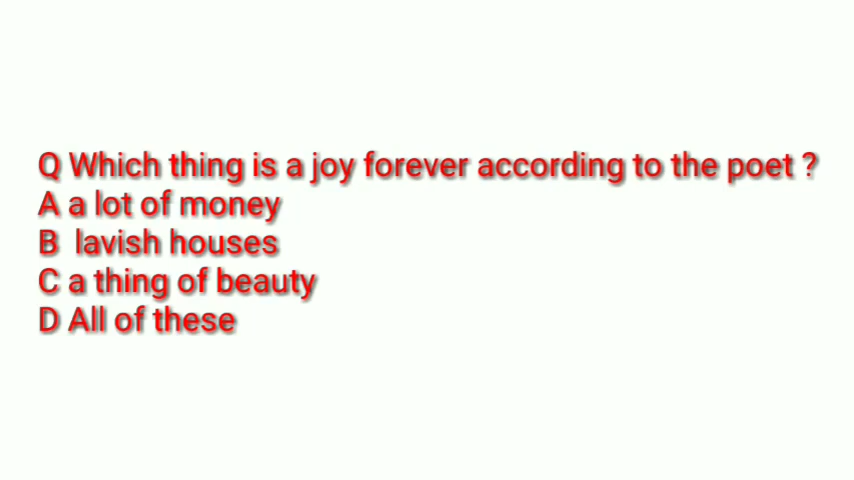 Q Which thing is a joy forever according to the poet ?
A a lot of money
B lavish houses
C a thing of beauty
D All of these